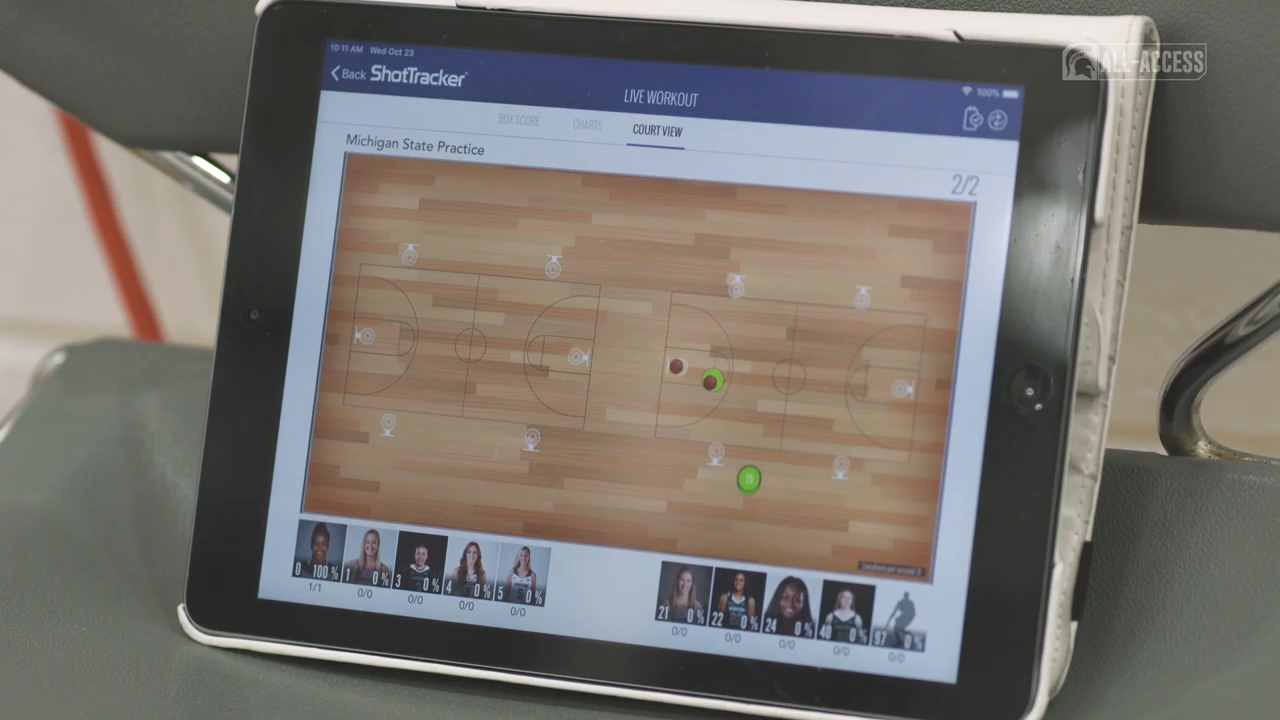 ALL-ACCESS
10:11 AM Wed Oct 23
100%
Back ShotTracker
LIVE WORKOUT
BOX SCORE CHARTS COURT VIEW
Michigan State Practice
2/2
0 100% 1 0% 3 0% 4 0% 5 0%
1/1 0/0 0/0 0/0 0/0
21 0% 22 0% 24 0% 40 0% 97 0%
0/0 0/0 0/0 0/0 0/0